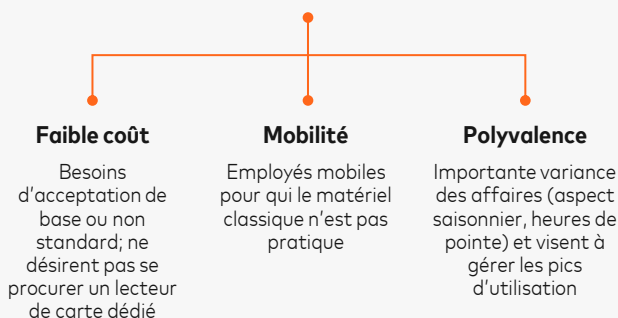 Faible coût
Besoins
d'acceptation de
base ou non
standard; ne
désirent pas se
procurer un lecteur
de carte dédié
Mobilité
Employés mobiles
pour qui le matériel
classique n'est pas
pratique
Polyvalence
Importante variance
des affaires (aspect
saisonnier, heures de
pointe) et visent à
gérer les pics
d'utilisation